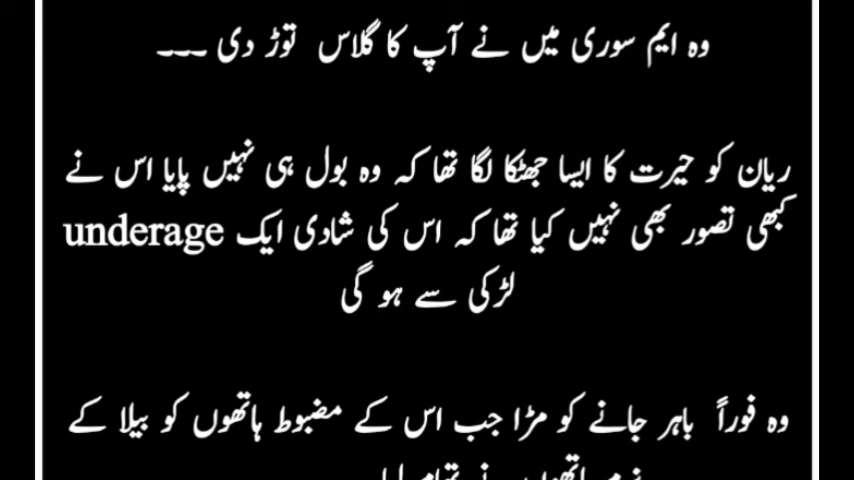 وہ ایم سوری میں نے آپ کا گلاس توڑ دی ---
ریان کو حیرت کا ایسا جھٹکا لگا تھا کہ وہ بول ہی نہیں پایا اس نے
کبھی تصور بھی نہیں کیا تھا کہ اس کی شادی ایک underage
لڑکی سے ہو گی
وہ فوراً باہر جانے کو مڑا جب اس کے مضبوط ہاتھوں کو بیلا کے